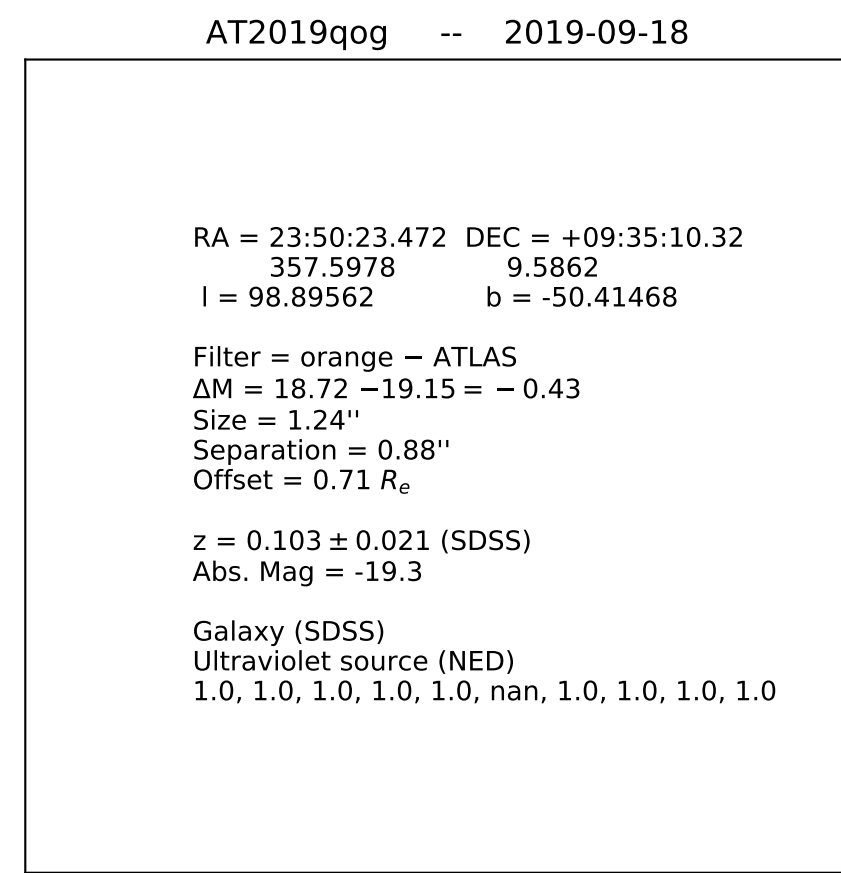 AT2019qog -- 2019-09-18
RA = 23:50:23.472 DEC = +09:35:10.32
357.5978 9.5862
l = 98.89562 b = -50.41468
Filter = orange − ATLAS
ΔM = 18.72 −19.15 = − 0.43
Size = 1.24''
Separation = 0.88''
Offset = 0.71 Rₑ
z = 0.103 ± 0.021 (SDSS)
Abs. Mag = -19.3
Galaxy (SDSS)
Ultraviolet source (NED)
1.0, 1.0, 1.0, 1.0, 1.0, nan, 1.0, 1.0, 1.0, 1.0